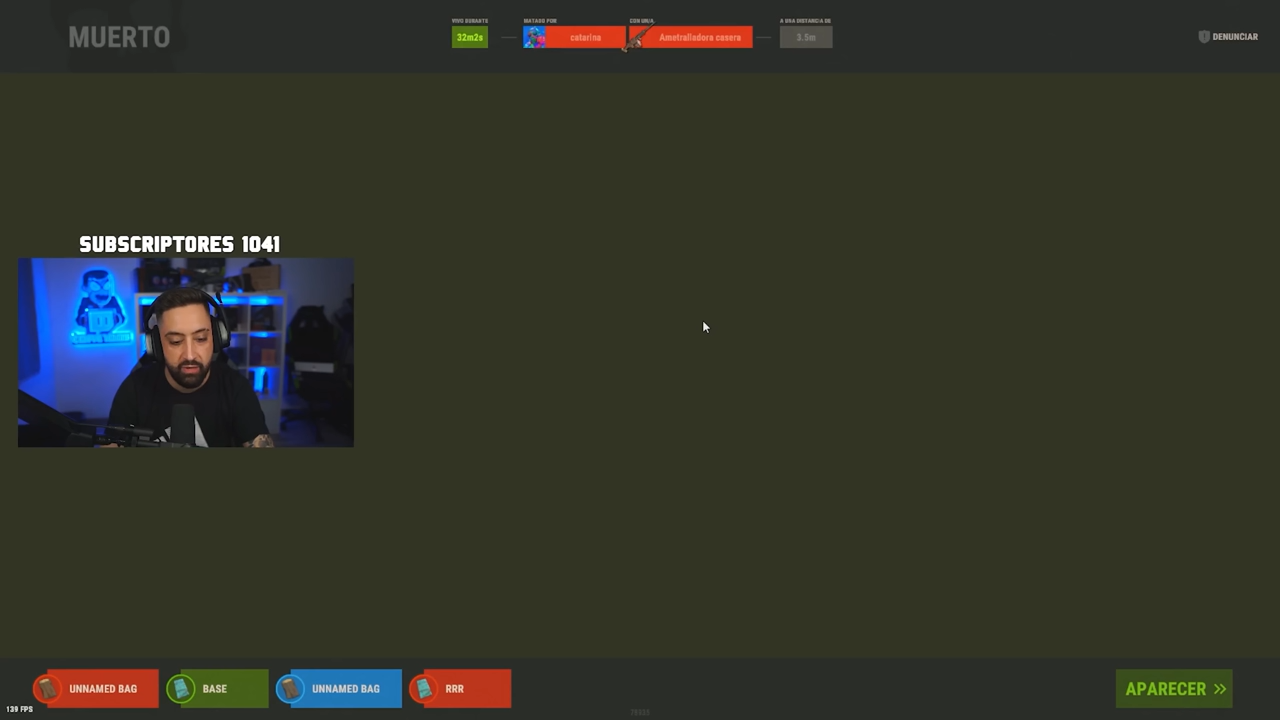 MUERTO
VIVO DURANTE
32m2s
MATADO POR
catarina
CON UNA
Ametralladora casera
A UNA DISTANCIA DE
3.5m
DENUNCIAR
SUBSCRIPTORES 1041
UNNAMED BAG
BASE
UNNAMED BAG
RRR
APARECER
139 FPS